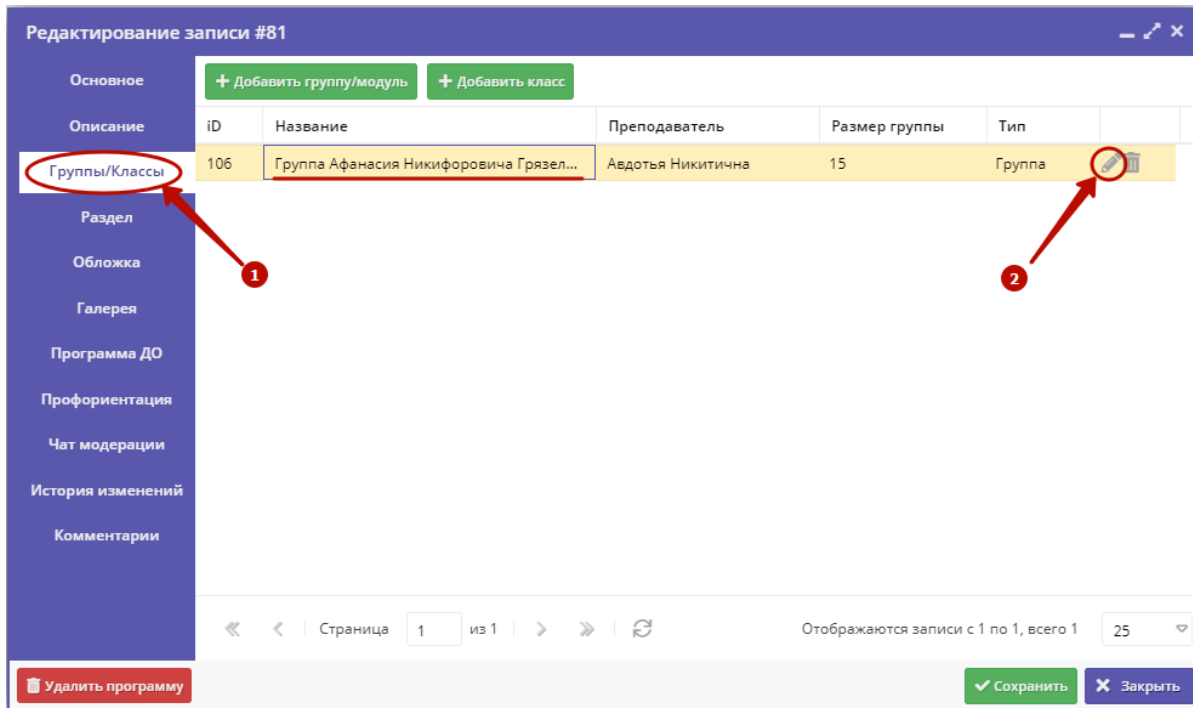 Редактирование записи #81
Основное
Описание
Группы/Классы
Раздел
Обложка
Галерея
Программа ДО
Профориентация
Чат модерации
История изменений
Комментарии
+ Добавить группу/модуль + Добавить класс
iD Название Преподаватель Размер группы Тип
106 Группа Афанасия Никифоровича Грязел... Авдотья Никитична 15 Группа
1
2
Страница 1 из 1 Отображаются записи с 1 по 1, всего 1 25
Удалить программу Сохранить Закрыть